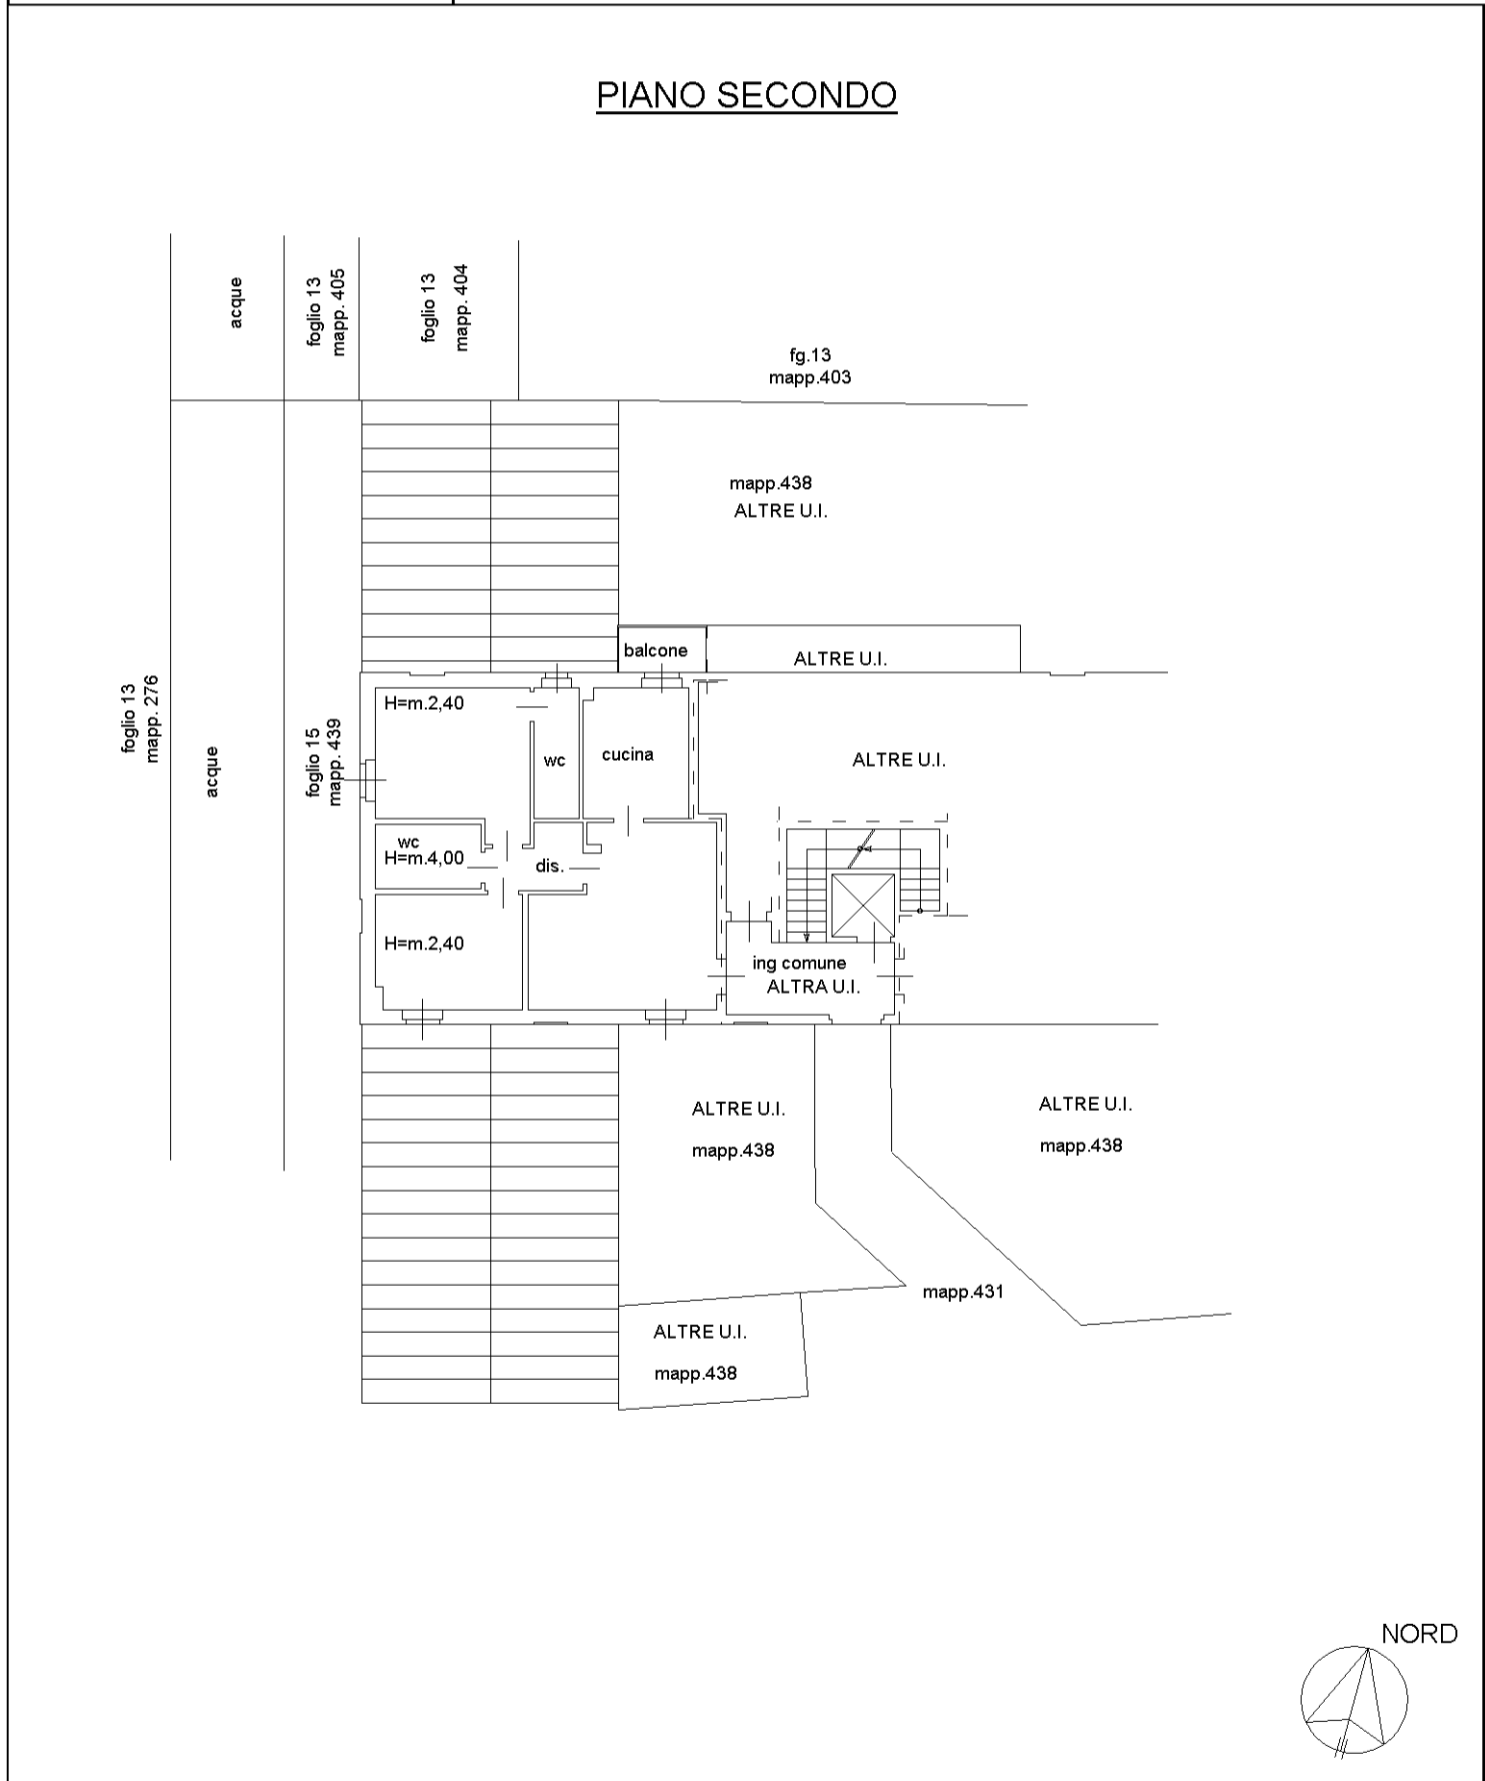 PIANO SECONDO
acque
foglio 13
mapp. 405
foglio 13
mapp. 404
fg.13
mapp.403
mapp.438
ALTRE U.I.
balcone
ALTRE U.I.
foglio 13
mapp. 276
acque
foglio 15
mapp. 439
H=m.2,40
wc
cucina
ALTRE U.I.
wc
H=m.4,00
dis.
H=m.2,40
ing comune
ALTRA U.I.
ALTRE U.I.
mapp.438
ALTRE U.I.
mapp.438
mapp.431
ALTRE U.I.
mapp.438
NORD